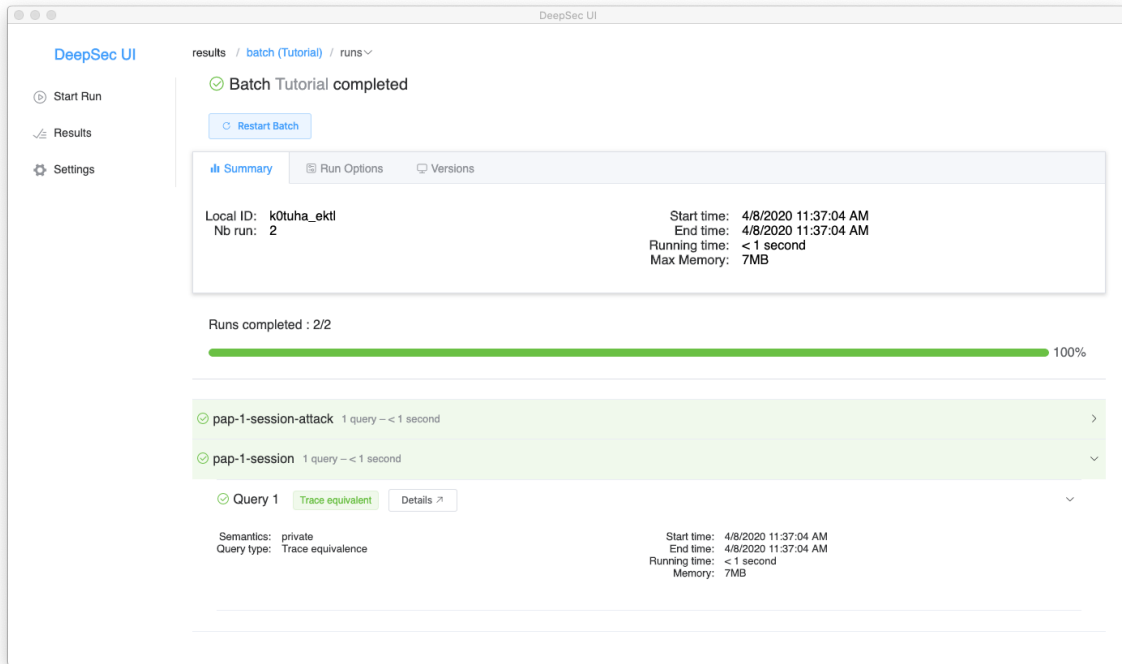 DeepSec UI
DeepSec UI
results / batch (Tutorial) / runs
Batch Tutorial completed
Start Run
Restart Batch
Results
Settings
Summary Run Options Versions
Local ID: k0tuha_ektl
Nb run: 2
Start time: 4/8/2020 11:37:04 AM
End time: 4/8/2020 11:37:04 AM
Running time: < 1 second
Max Memory: 7MB
Runs completed : 2/2
100%
pap-1-session-attack 1 query – < 1 second
pap-1-session 1 query – < 1 second
Query 1 Trace equivalent Details ↗
Semantics: private
Query type: Trace equivalence
Start time: 4/8/2020 11:37:04 AM
End time: 4/8/2020 11:37:04 AM
Running time: < 1 second
Memory: 7MB